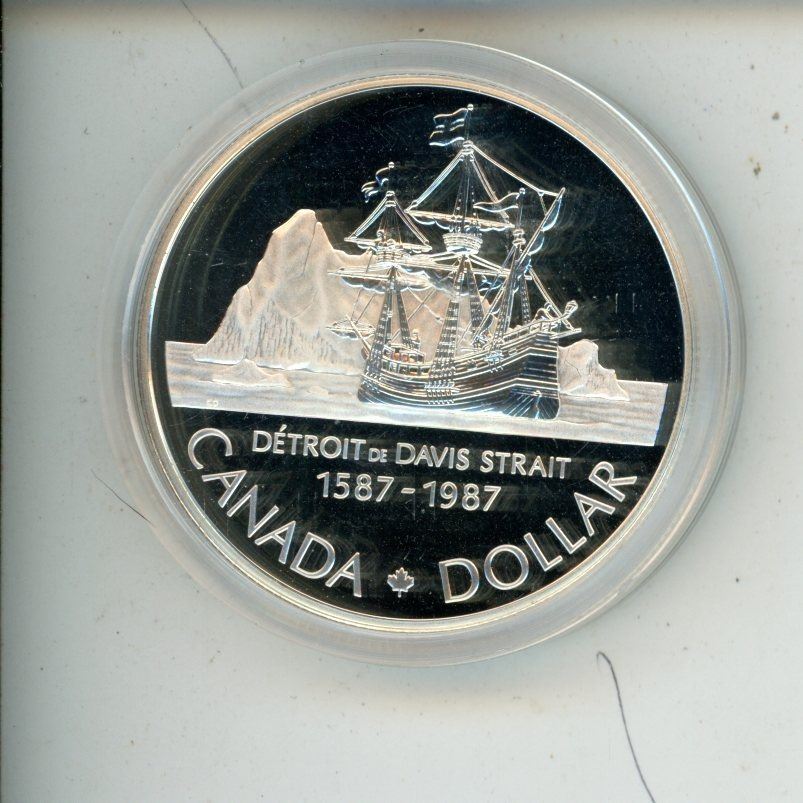 DÉTROIT DE DAVIS STRAIT
1587-1987
CANADA DOLLAR